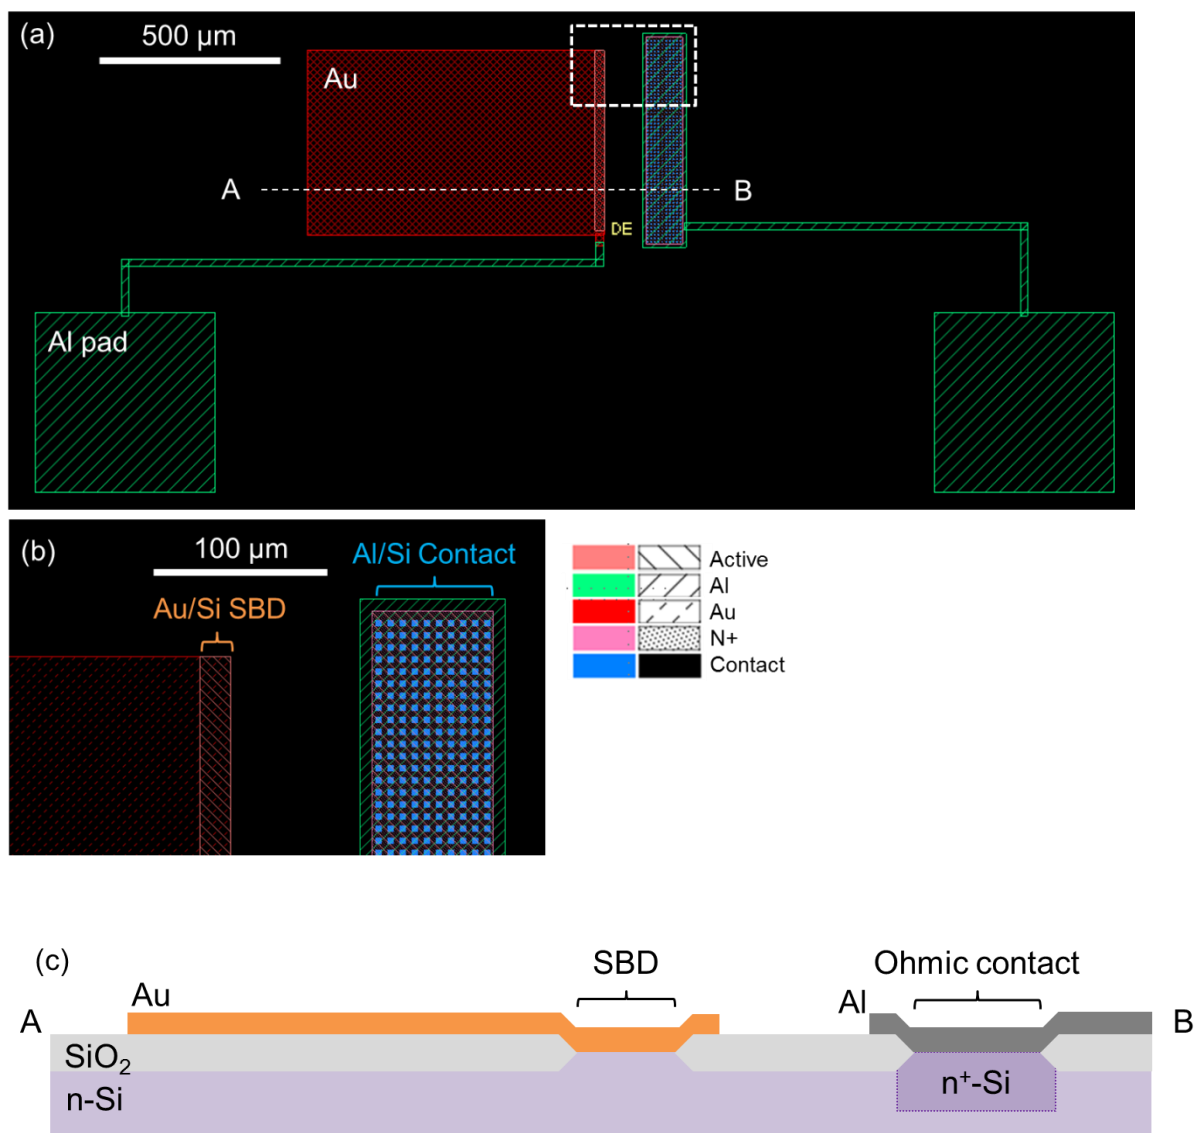 (a)
500 μm
Au
A
B
DE
Al pad
(b)
100 μm
Al/Si Contact
Au/Si SBD
Active
Al
Au
N+
Contact
(c)
SBD
Ohmic contact
Au
Al
A
B
SiO₂
n-Si
n⁺-Si